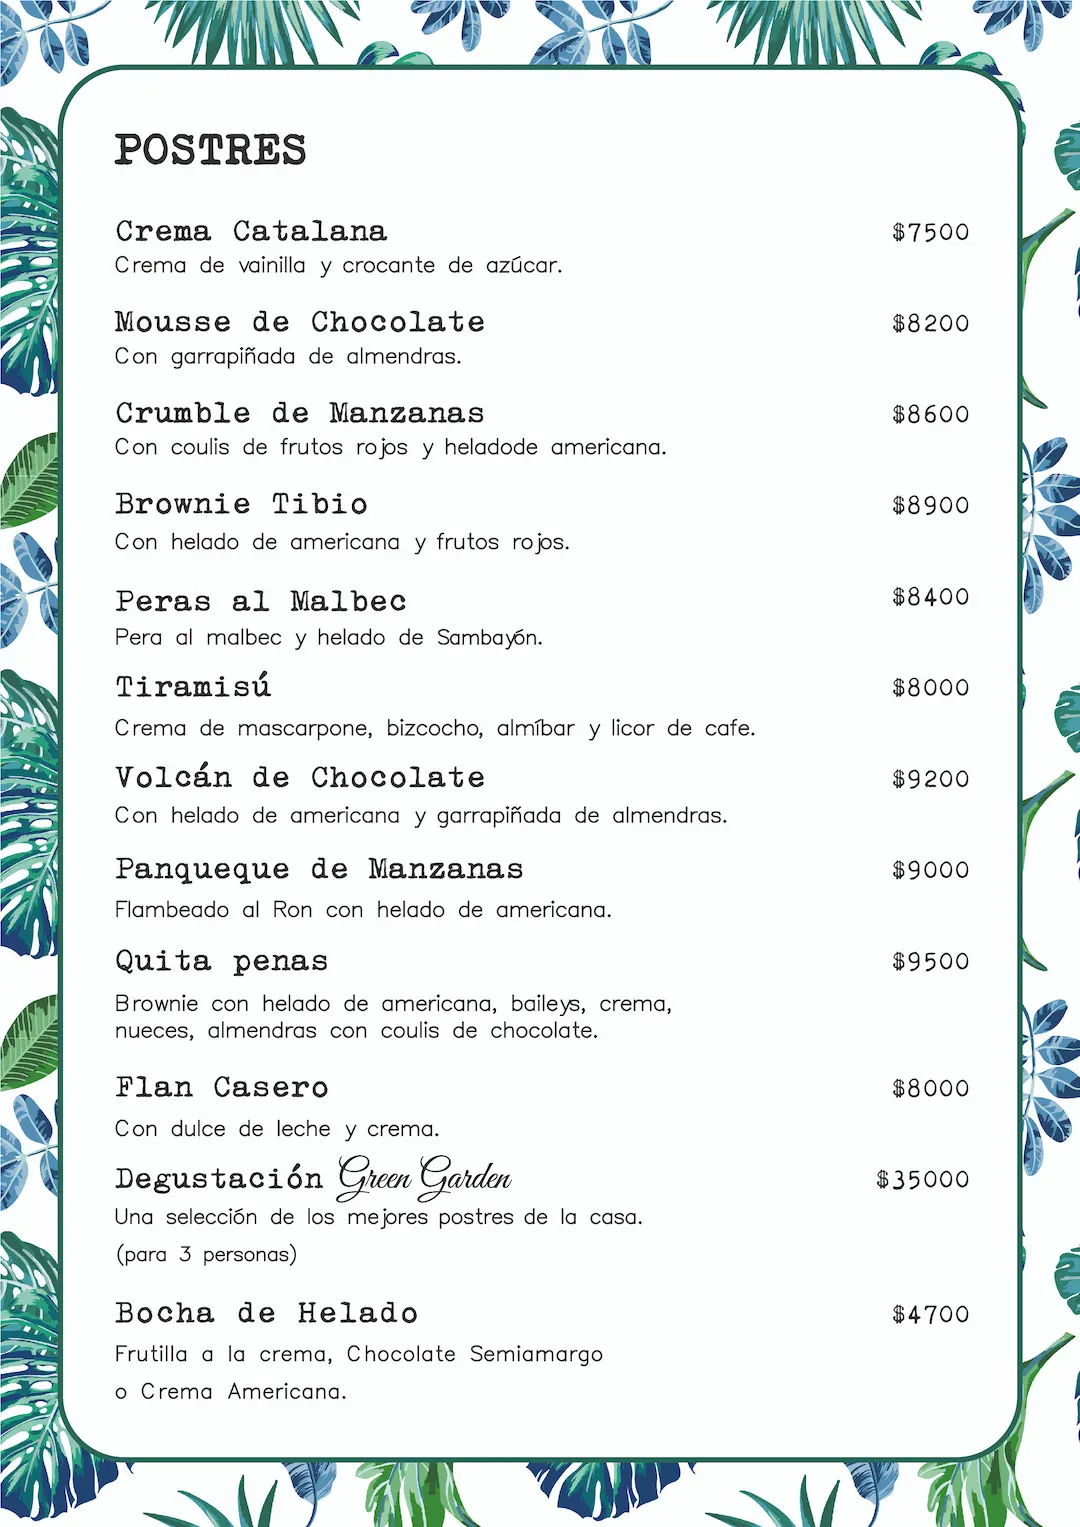 POSTRES
Crema Catalana $7500
Crema de vainilla y crocante de azúcar.
Mousse de Chocolate $8200
Con garrapiñada de almendras.
Crumble de Manzanas $8600
Con coulis de frutos rojos y heladode americana.
Brownie Tibio $8900
Con helado de americana y frutos rojos.
Peras al Malbec $8400
Pera al malbec y helado de Sambayón.
Tiramisú $8000
Crema de mascarpone, bizcocho, almíbar y licor de cafe.
Volcán de Chocolate $9200
Con helado de americana y garrapiñada de almendras.
Panqueque de Manzanas $9000
Flambeado al Ron con helado de americana.
Quita penas $9500
Brownie con helado de americana, baileys, crema,
nueces, almendras con coulis de chocolate.
Flan Casero $8000
Con dulce de leche y crema.
Degustación Green Garden $35000
Una selección de los mejores postres de la casa.
(para 3 personas)
Bocha de Helado $4700
Frutilla a la crema, Chocolate Semiamargo
o Crema Americana.